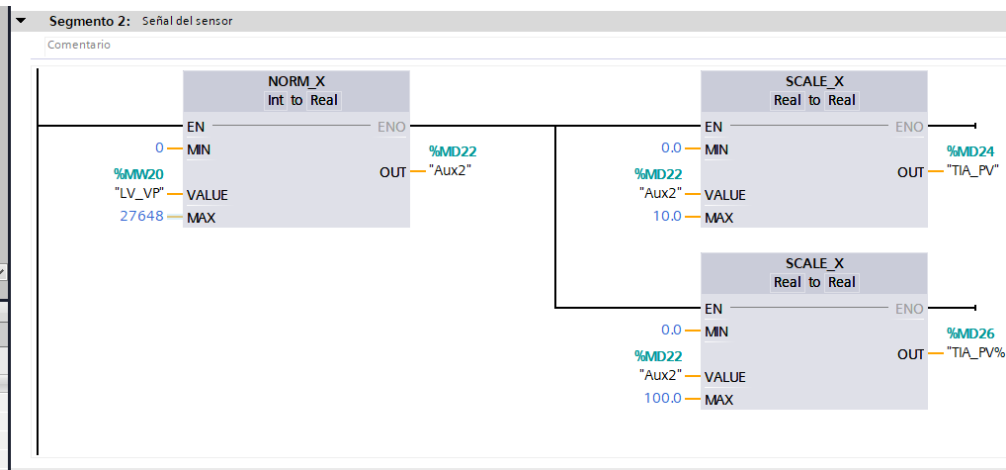 Segmento 2: Señal del sensor
Comentario
NORM_X
Int to Real
EN ENO
0 MIN
%MD22
OUT "Aux2"
%MW20
"LV_VP" VALUE
27648 MAX
SCALE_X
Real to Real
EN ENO
0.0 MIN
%MD24
OUT "TIA_PV"
%MD22
"Aux2" VALUE
10.0 MAX
SCALE_X
Real to Real
EN ENO
0.0 MIN
%MD26
OUT "TIA_PV%
%MD22
"Aux2" VALUE
100.0 MAX